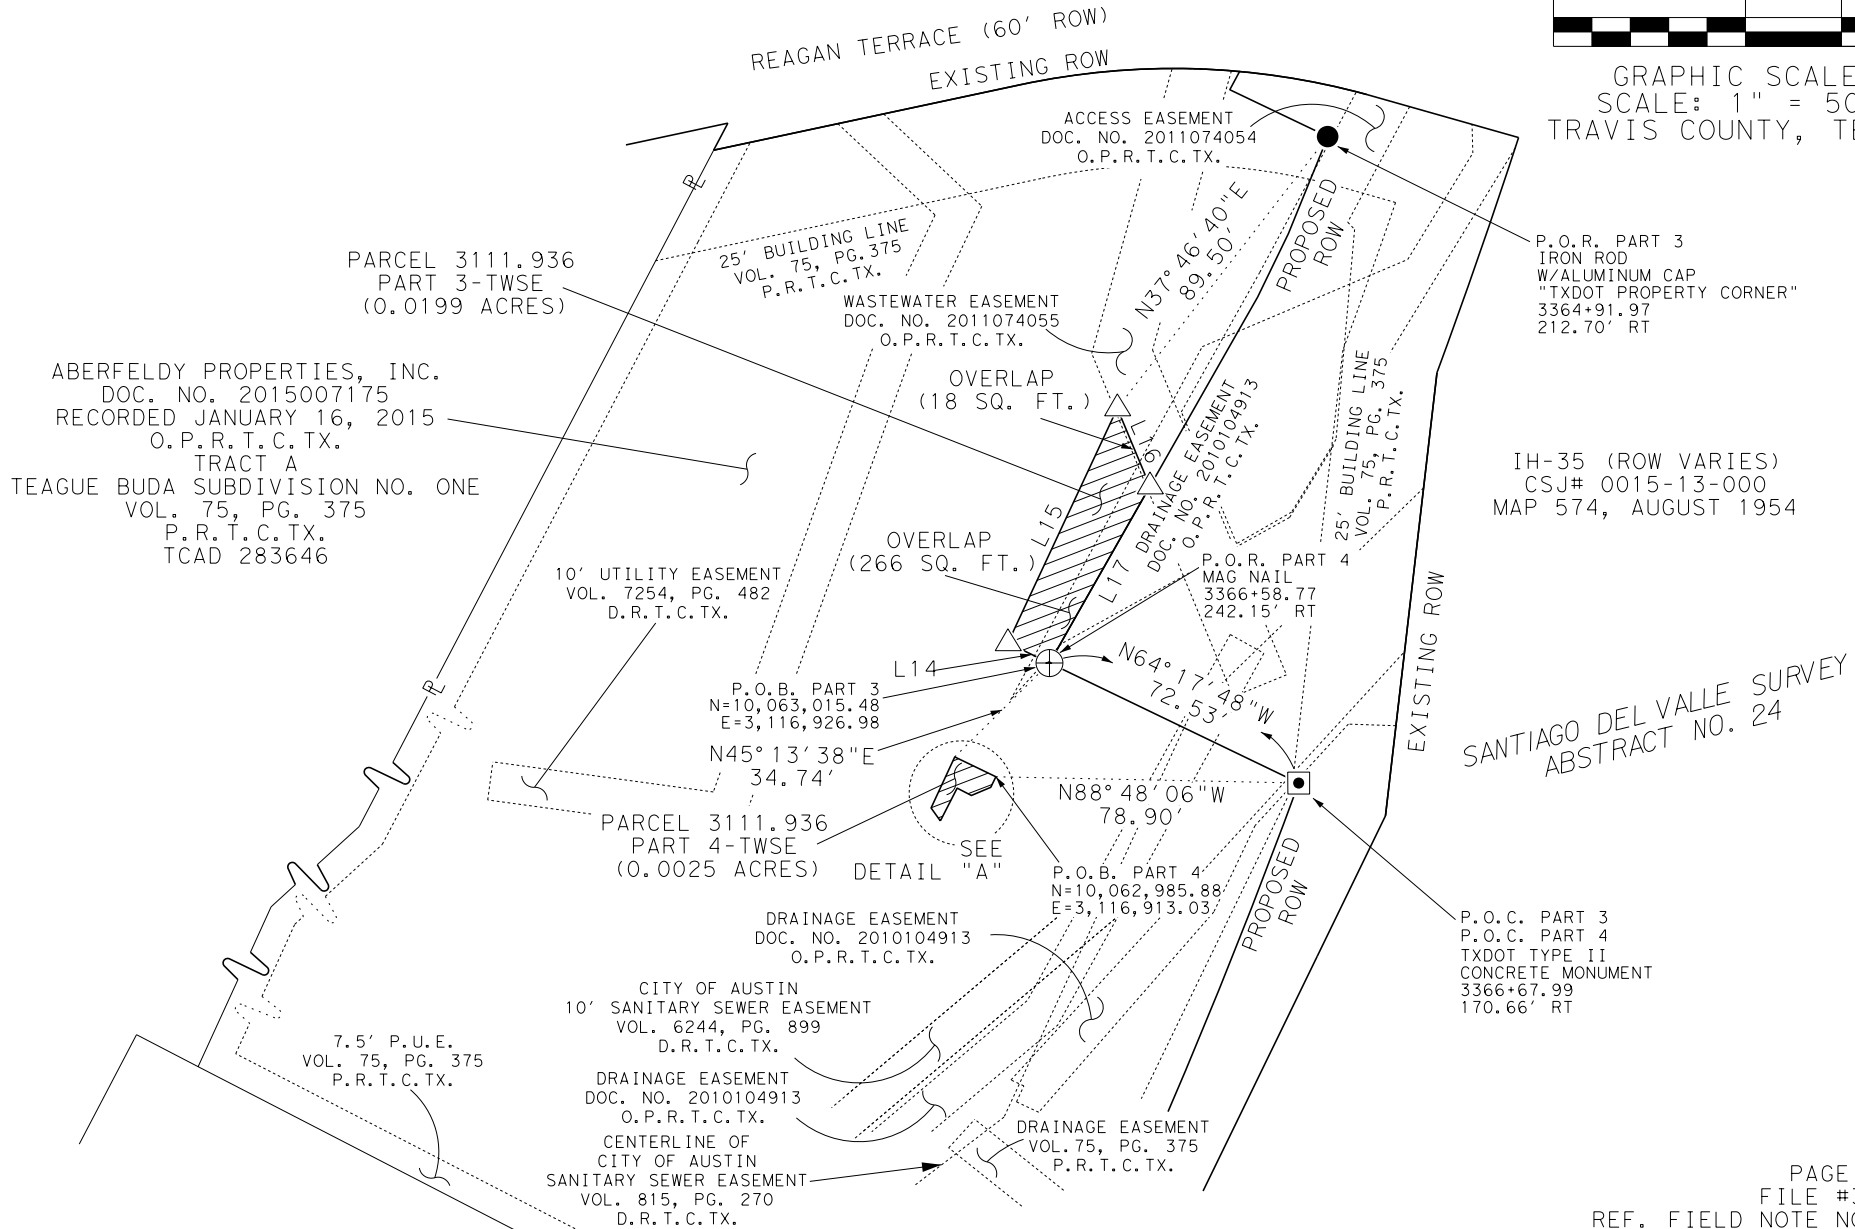 REAGAN TERRACE (60' ROW)
EXISTING ROW
GRAPHIC SCALE
SCALE: 1" = 50
TRAVIS COUNTY, TE
ACCESS EASEMENT
DOC. NO. 2011074054
O.P.R.T.C.TX.
PROPOSED
ROW
P.O.R. PART 3
IRON ROD
W/ALUMINUM CAP
"TXDOT PROPERTY CORNER"
3364+91.97
212.70' RT
25' BUILDING LINE
VOL. 75, PG.375
P.R.T.C.TX.
N37°46'40"E
89.50'
PARCEL 3111.936
PART 3-TWSE
(0.0199 ACRES)
WASTEWATER EASEMENT
DOC. NO. 2011074055
O.P.R.T.C.TX.
ABERFELDY PROPERTIES, INC.
DOC. NO. 2015007175
RECORDED JANUARY 16, 2015
O.P.R.T.C.TX.
TRACT A
TEAGUE BUDA SUBDIVISION NO. ONE
VOL. 75, PG. 375
P.R.T.C.TX.
TCAD 283646
OVERLAP
(18 SQ. FT.)
L16
L15
L17
DRAINAGE EASEMENT
DOC. NO. 2010104913
O.P.R.T.C.TX.
25' BUILDING LINE
VOL. 75, PG. 375
P.R.T.C.TX.
IH-35 (ROW VARIES)
CSJ# 0015-13-000
MAP 574, AUGUST 1954
OVERLAP
(266 SQ. FT.)
P.O.R. PART 4
MAG NAIL
3366+58.77
242.15' RT
10' UTILITY EASEMENT
VOL. 7254, PG. 482
D.R.T.C.TX.
EXISTING ROW
L14
N64°17'48"W
72.53'
P.O.B. PART 3
N=10,063,015.48
E=3,116,926.98
N45°13'38"E
34.74'
SANTIAGO DEL VALLE SURVEY
ABSTRACT NO. 24
N88°48'06"W
78.90'
PARCEL 3111.936
PART 4-TWSE
(0.0025 ACRES)
SEE
DETAIL "A"
P.O.B. PART 4
N=10,062,985.88
E=3,116,913.03
PROPOSED
ROW
P.O.C. PART 3
P.O.C. PART 4
TXDOT TYPE II
CONCRETE MONUMENT
3366+67.99
170.66' RT
DRAINAGE EASEMENT
DOC. NO. 2010104913
O.P.R.T.C.TX.
CITY OF AUSTIN
10' SANITARY SEWER EASEMENT
VOL. 6244, PG. 899
D.R.T.C.TX.
7.5' P.U.E.
VOL. 75, PG. 375
P.R.T.C.TX.
DRAINAGE EASEMENT
DOC. NO. 2010104913
O.P.R.T.C.TX.
DRAINAGE EASEMENT
VOL.75, PG. 375
P.R.T.C.TX.
CENTERLINE OF
CITY OF AUSTIN
SANITARY SEWER EASEMENT
VOL. 815, PG. 270
D.R.T.C.TX.
PAGE
FILE #3
REF. FIELD NOTE NO